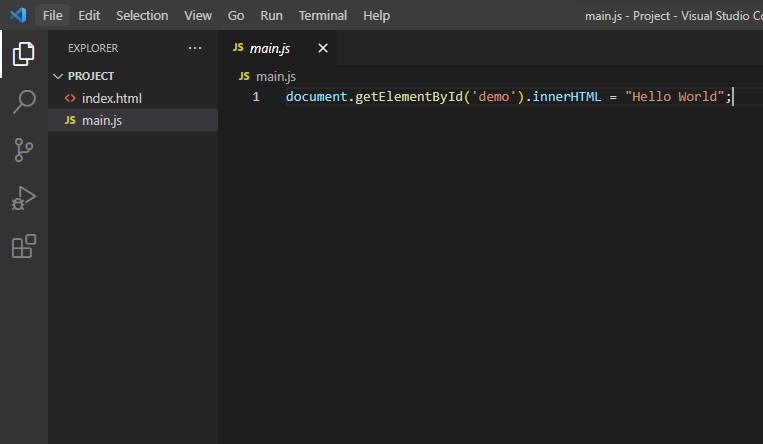 File Edit Selection View Go Run Terminal Help main.js - Project - Visual Studio Co
EXPLORER ···
PROJECT
<> index.html
JS main.js
JS main.js ×
JS main.js
1 document.getElementById('demo').innerHTML = "Hello World";